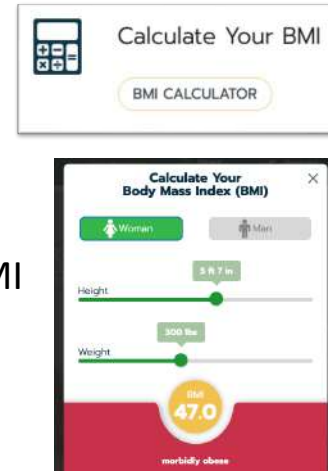 Calculate Your BMI
BMI CALCULATOR
Calculate Your
Body Mass Index (BMI)
Woman
Man
5 ft 7 in
Height
MI
300 lbs
Weight
BMI
47.0
morbidly obese